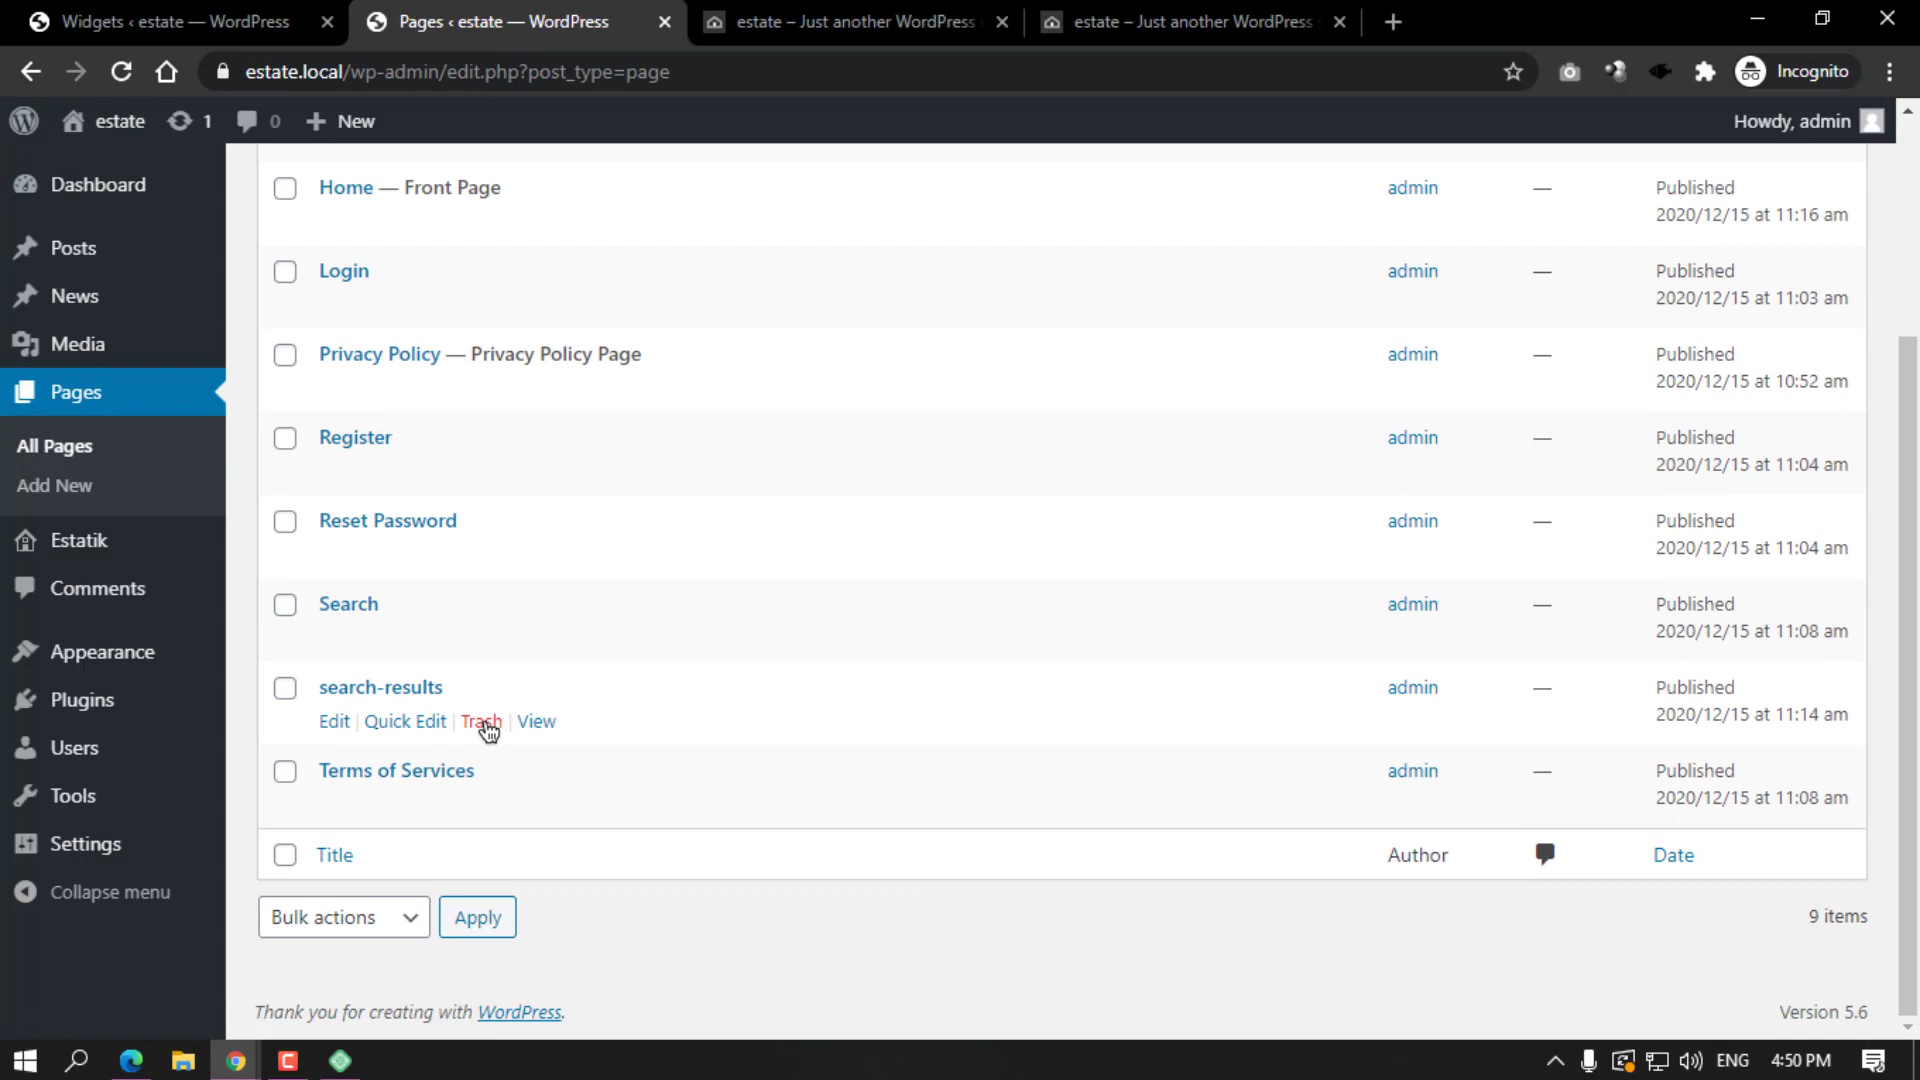 Widgets ‹ estate — WordPress
Pages ‹ estate — WordPress
estate – Just another WordPress
estate – Just another WordPress
estate.local/wp-admin/edit.php?post_type=page
Incognito
estate 1 0 New
Howdy, admin
Dashboard
Posts
News
Media
Pages
All Pages
Add New
Estatik
Comments
Appearance
Plugins
Users
Tools
Settings
Collapse menu
Home — Front Page admin — Published
2020/12/15 at 11:16 am
Login admin — Published
2020/12/15 at 11:03 am
Privacy Policy — Privacy Policy Page admin — Published
2020/12/15 at 10:52 am
Register admin — Published
2020/12/15 at 11:04 am
Reset Password admin — Published
2020/12/15 at 11:04 am
Search admin — Published
2020/12/15 at 11:08 am
search-results admin — Published
2020/12/15 at 11:14 am
Edit | Quick Edit | Trash | View
Terms of Services admin — Published
2020/12/15 at 11:08 am
Title Author Date
Bulk actions Apply 9 items
Thank you for creating with WordPress. Version 5.6
ENG 4:50 PM